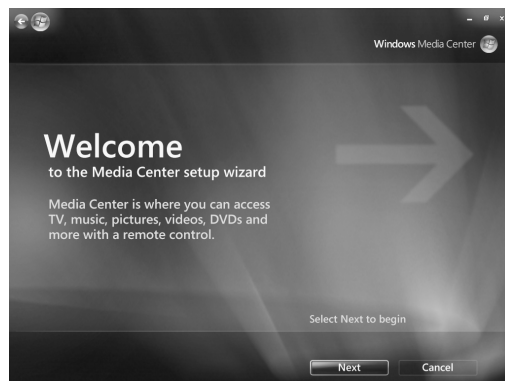 Windows Media Center
Welcome
to the Media Center setup wizard
Media Center is where you can access
TV, music, pictures, videos, DVDs and
more with a remote control.
Select Next to begin
Next
Cancel